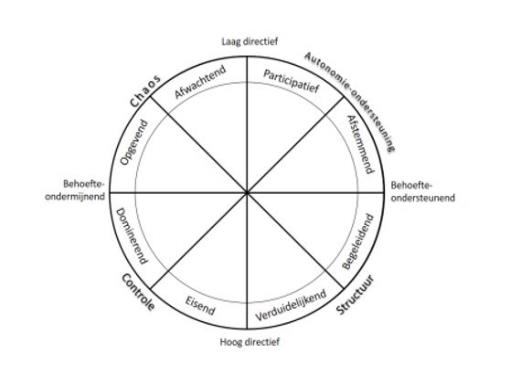 Laag directief
Chaos
Autonomie-ondersteuning
Afwachtend
Participatief
Opgevend
Afstemmend
Behoefte-
ondermijnend
Behoefte-
ondersteunend
Dominerend
Begeleidend
Controle
Eisend
Verduidelijkend
Structuur
Hoog directief